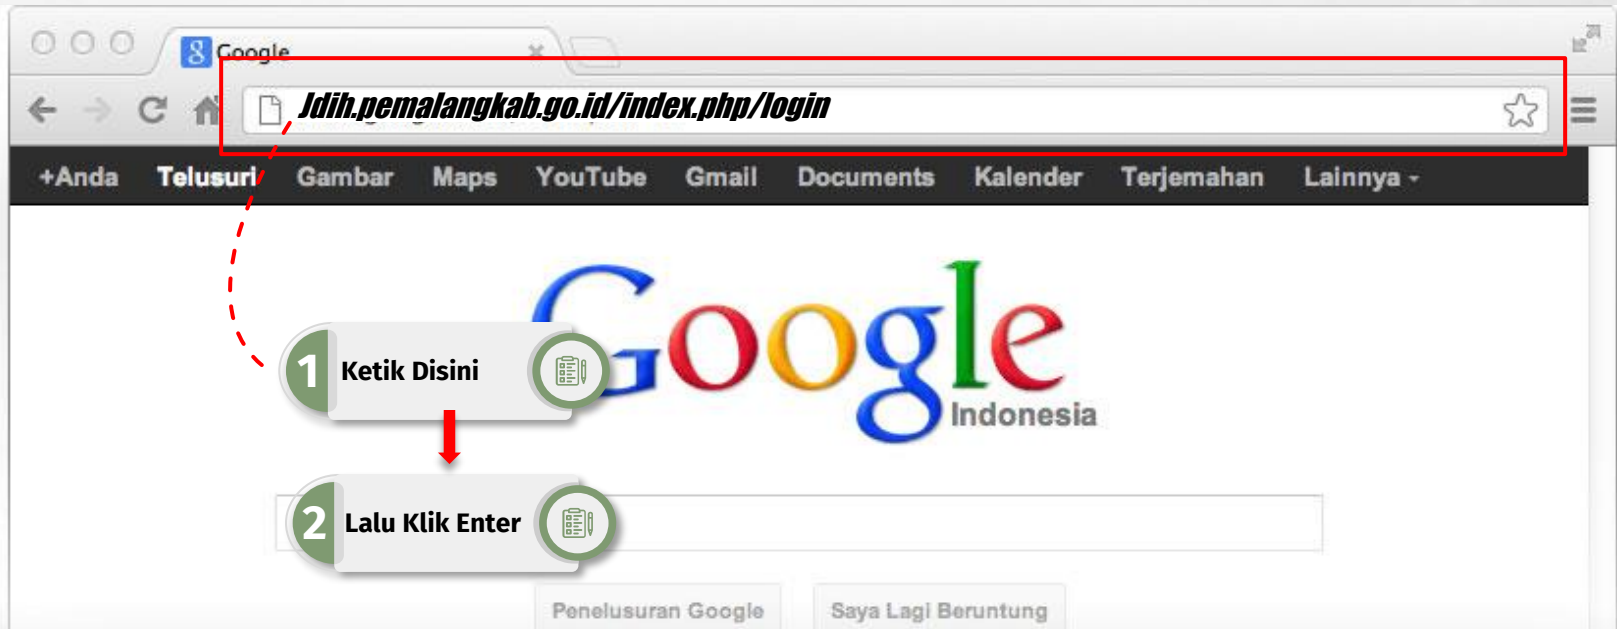 Google
Jdih.pemalangkab.go.id/index.php/login
+Anda Telusuri Gambar Maps YouTube Gmail Documents Kalender Terjemahan Lainnya
Google
Indonesia
1 Ketik Disini
2 Lalu Klik Enter
Penelusuran Google Saya Lagi Beruntung